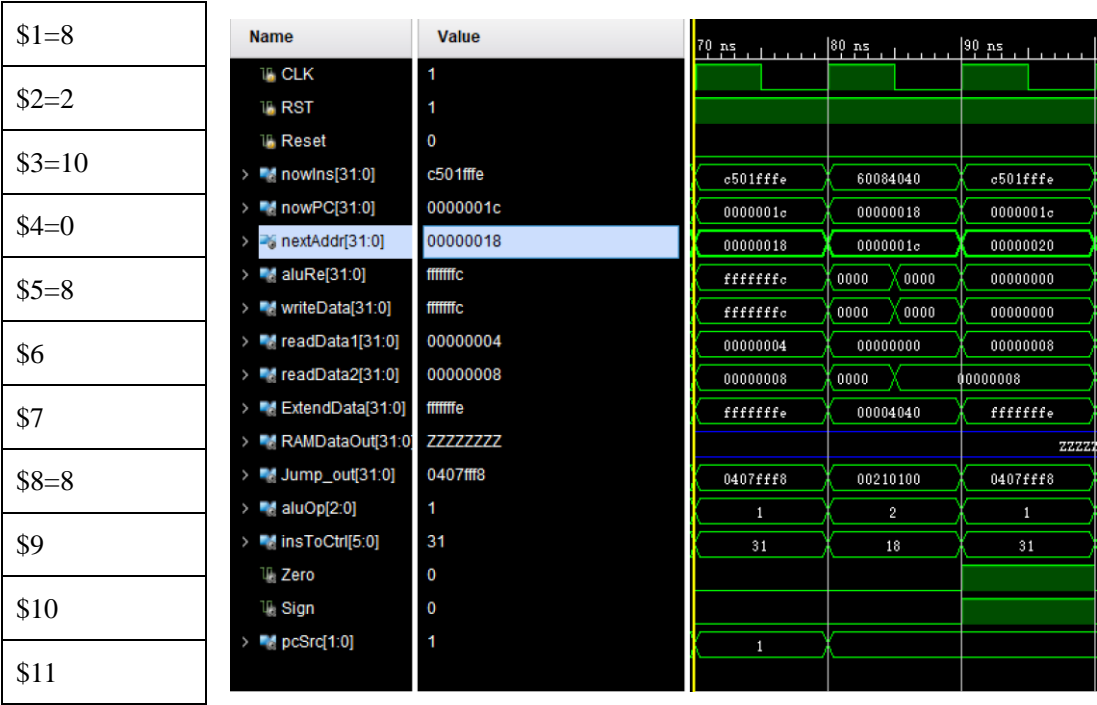 $1=8
$2=2
$3=10
$4=0
$5=8
$6
$7
$8=8
$9
$10
$11
Name Value 70 ns 80 ns 90 ns
CLK 1
RST 1
Reset 0
nowIns[31:0] c501fffe c501fffe 60084040 c501fffe
nowPC[31:0] 0000001c 0000001c 00000018 0000001c
nextAddr[31:0] 00000018 00000018 0000001c 00000020
aluRe[31:0] fffffffc fffffffc 0000 0000 00000000
writeData[31:0] fffffffc fffffffc 0000 0000 00000000
readData1[31:0] 00000004 00000004 00000000 00000008
readData2[31:0] 00000008 00000008 0000 00000008
ExtendData[31:0] fffffffe fffffffe 00004040 fffffffe
RAMDataOut[31:0] ZZZZZZZZ ZZZZZ
Jump_out[31:0] 0407fff8 0407fff8 00210100 0407fff8
aluOp[2:0] 1 1 2 1
insToCtrl[5:0] 31 31 18 31
Zero 0
Sign 0
pcSrc[1:0] 1 1